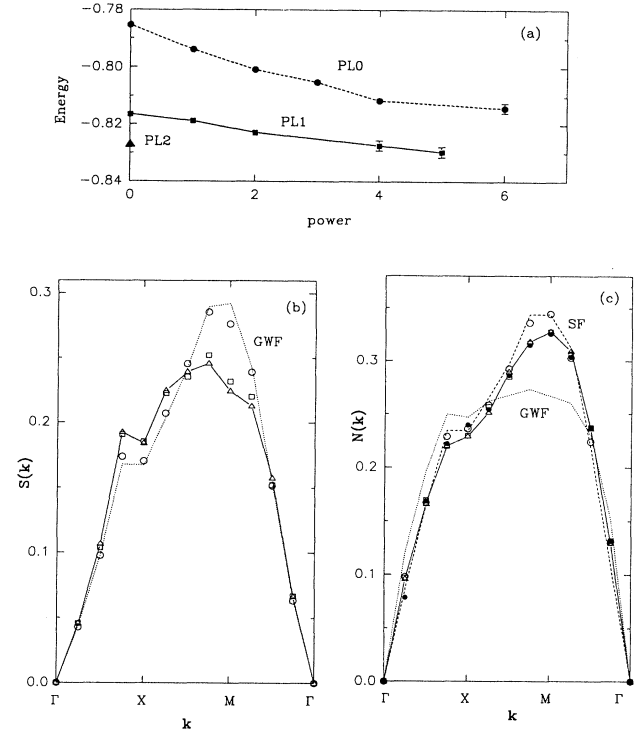 −0.78
(a)
PL0
−0.80
Energy
PL1
−0.82
PL2
−0.84
0 2 4 6
power
0.3
(b)
GWF
0.2
S(k)
0.1
0.0
Γ X M Γ
k
(c)
SF
0.3
GWF
N(k)
0.2
0.1
0.0
Γ X M Γ
k